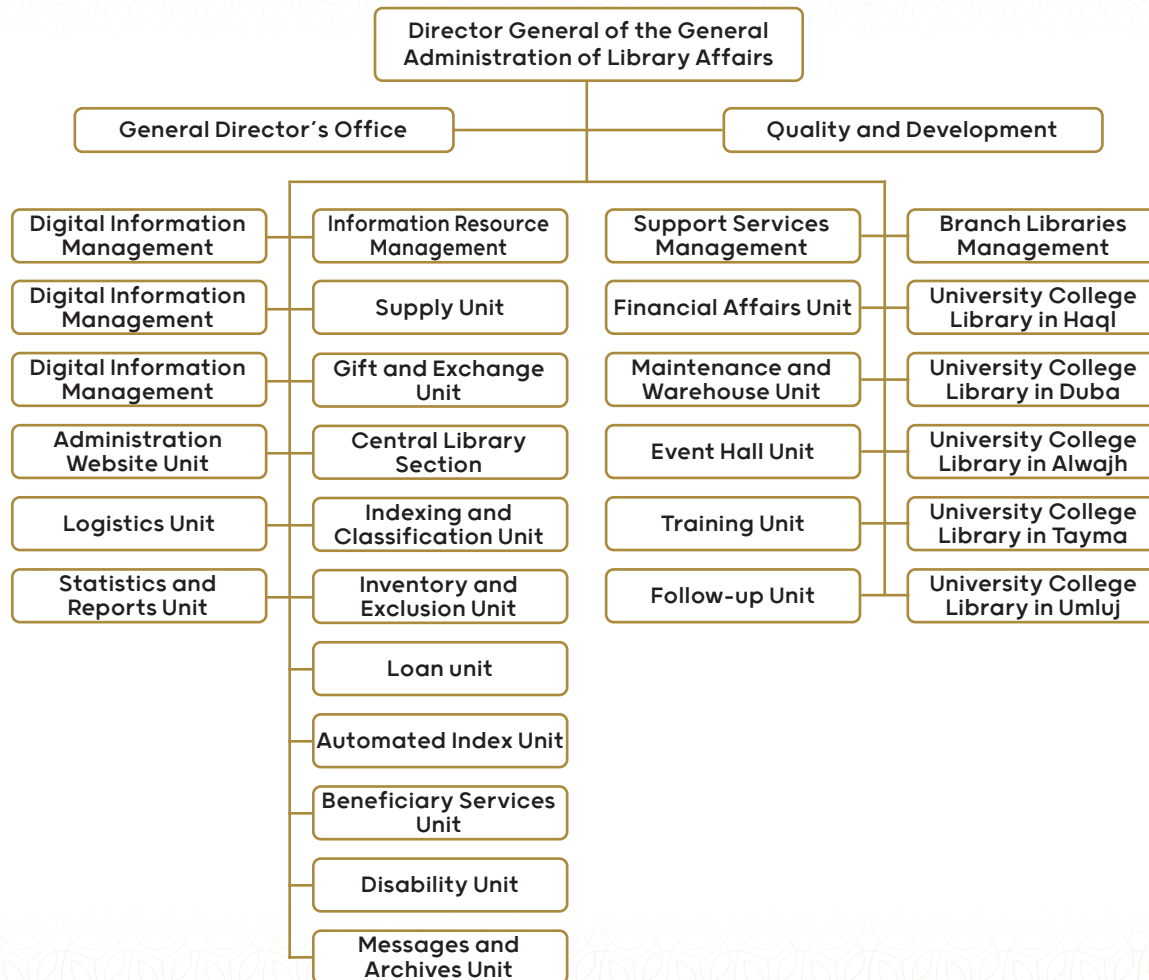 Director General of the General
Administration of Library Affairs
General Director's Office
Quality and Development
Digital Information
Management
Information Resource
Management
Support Services
Management
Branch Libraries
Management
Digital Information
Management
Supply Unit
Financial Affairs Unit
University College
Library in Haql
Digital Information
Management
Gift and Exchange
Unit
Maintenance and
Warehouse Unit
University College
Library in Duba
Administration
Website Unit
Central Library
Section
Event Hall Unit
University College
Library in Alwajh
Logistics Unit
Indexing and
Classification Unit
Training Unit
University College
Library in Tayma
Statistics and
Reports Unit
Inventory and
Exclusion Unit
Follow-up Unit
University College
Library in Umluj
Loan unit
Automated Index Unit
Beneficiary Services
Unit
Disability Unit
Messages and
Archives Unit